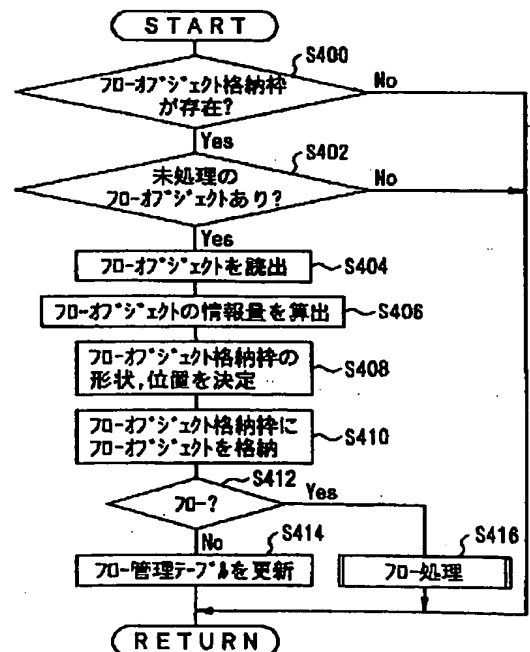 START
S400
フローオブジェクト格納枠
が存在?
No
Yes
S402
未処理の
フローオブジェクトあり?
No
Yes
フローオブジェクトを読出
S404
フローオブジェクトの情報量を算出
S406
フローオブジェクト格納枠の
形状,位置を決定
S408
フローオブジェクト格納枠に
フローオブジェクトを格納
S410
S412
フロー?
Yes
No
S414
フロー管理テーブルを更新
S416
フロー処理
RETURN